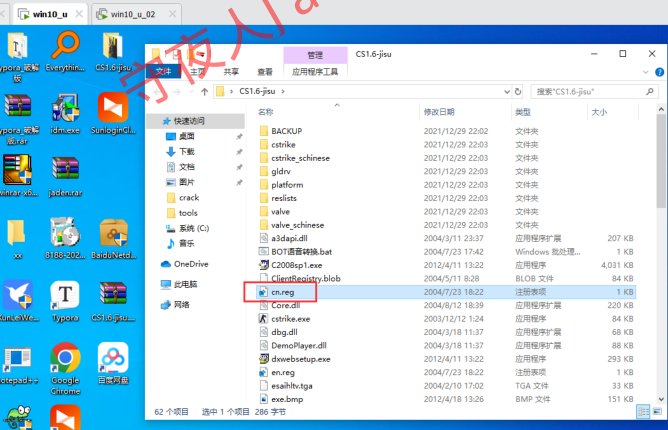 win10_u
win10_u_02
守夜人
管理
CS1.6-jisu
文件
主页
共享
查看
应用程序工具
CS1.6-jisu
搜索"CS1.6-jisu"
名称
修改日期
类型
大小
快速访问
桌面
下载
文档
图片
crack
tools
系统 (C:)
音乐
OneDrive
此电脑
网络
BACKUP 2021/12/29 22:02 文件夹
cstrike 2021/12/29 22:03 文件夹
cstrike_schinese 2021/12/29 22:03 文件夹
gldrv 2021/12/29 22:03 文件夹
platform 2021/12/29 22:03 文件夹
reslists 2021/12/29 22:03 文件夹
valve 2021/12/29 22:03 文件夹
valve_schinese 2021/12/29 22:03 文件夹
a3dapi.dll 2004/3/11 23:37 应用程序扩展 207 KB
BOT语音转换.bat 2004/7/23 17:42 Windows 批处理... 1 KB
C2008sp1.exe 2012/4/11 13:22 应用程序 4,031 KB
ClientRegistry.blob 2004/5/11 8:28 BLOB 文件 84 KB
cn.reg 2004/7/23 18:22 注册表项 1 KB
Core.dll 2004/8/12 18:39 应用程序扩展 220 KB
cstrike.exe 2003/12/12 1:24 应用程序 84 KB
dbg.dll 2004/3/18 11:37 应用程序扩展 68 KB
DemoPlayer.dll 2004/3/18 11:37 应用程序扩展 88 KB
dxwebsetup.exe 2012/4/11 13:22 应用程序 293 KB
en.reg 2004/7/23 18:22 注册表项 1 KB
esaihltv.tga 2004/2/10 17:02 TGA 文件 34 KB
exe.bmp 2012/4/18 13:26 BMP 文件 151 KB
62 个项目 选中 1 个项目 286 字节
ypora_破解版
Everything...
CS1.6-jisu
ypora_破解版.rar
idm.exe
SunloginCl...
winrar-x6...
jaden.rar
xx
8188-202...
BaiduNetd...
XunLeiWe...
Typora
CS1.6-jisu....
otepad++
Google Chrome
百度网盘